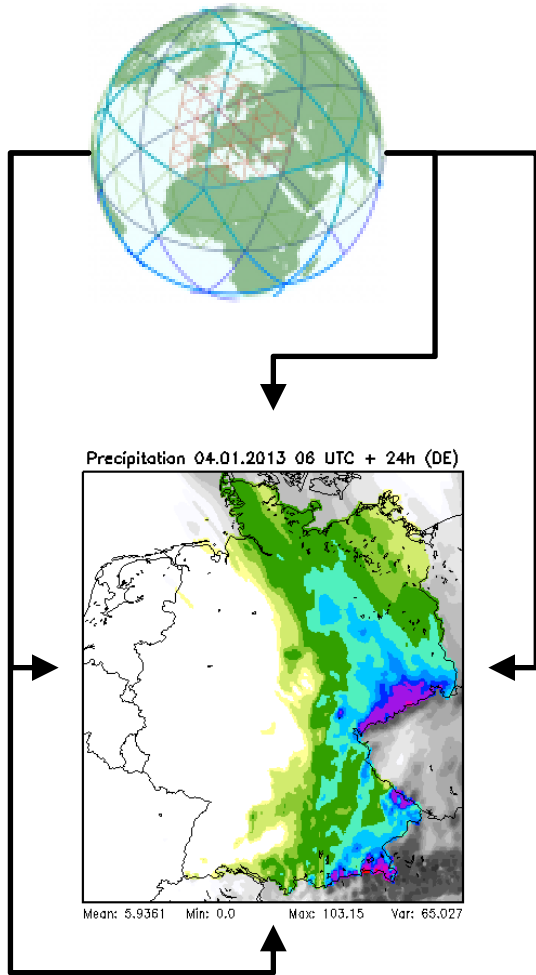 Precipitation 04.01.2013 06 UTC + 24h (DE)
Mean: 5.9361 Min: 0.0 Max: 103.15 Var: 65.027